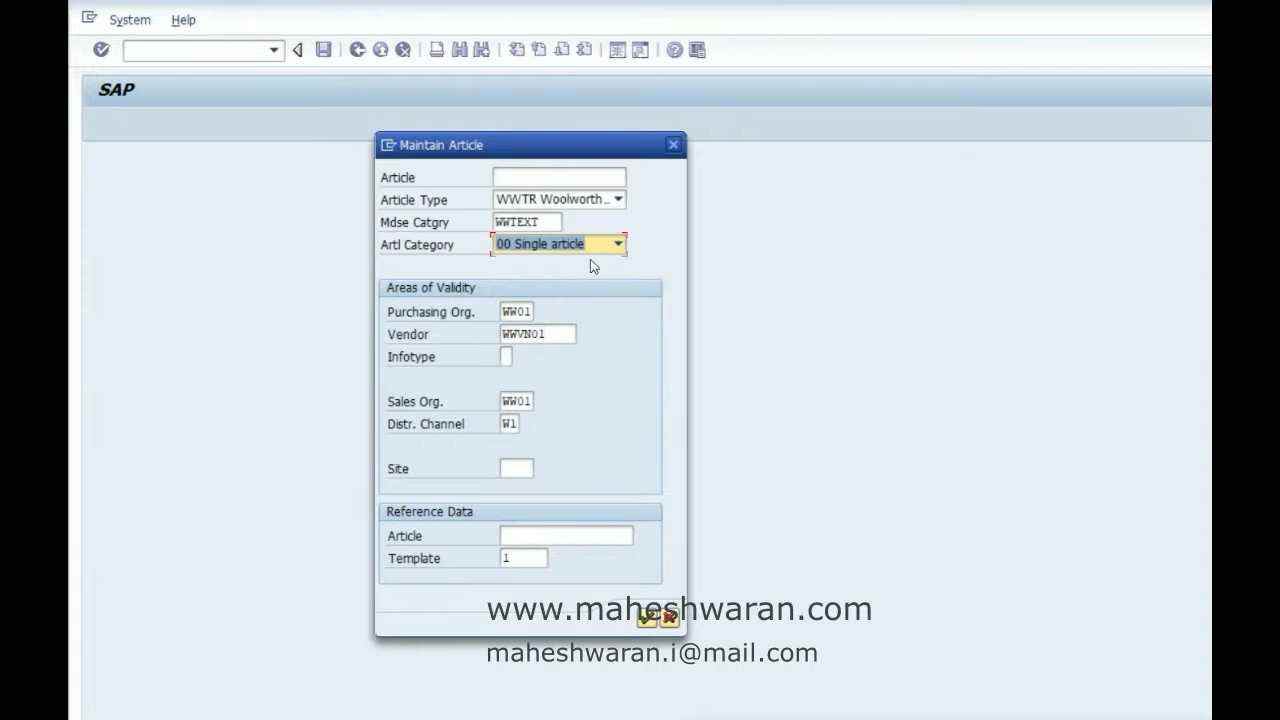 System Help
SAP
Maintain Article
Article
Article Type WWTR Woolworth...
Mdse Catgry WWTEXT
Artl Category 00 Single article
Areas of Validity
Purchasing Org. WW01
Vendor WWVN01
Infotype
Sales Org. WW01
Distr. Channel W1
Site
Reference Data
Article
Template 1
www.maheshwaran.com
maheshwaran.i@mail.com